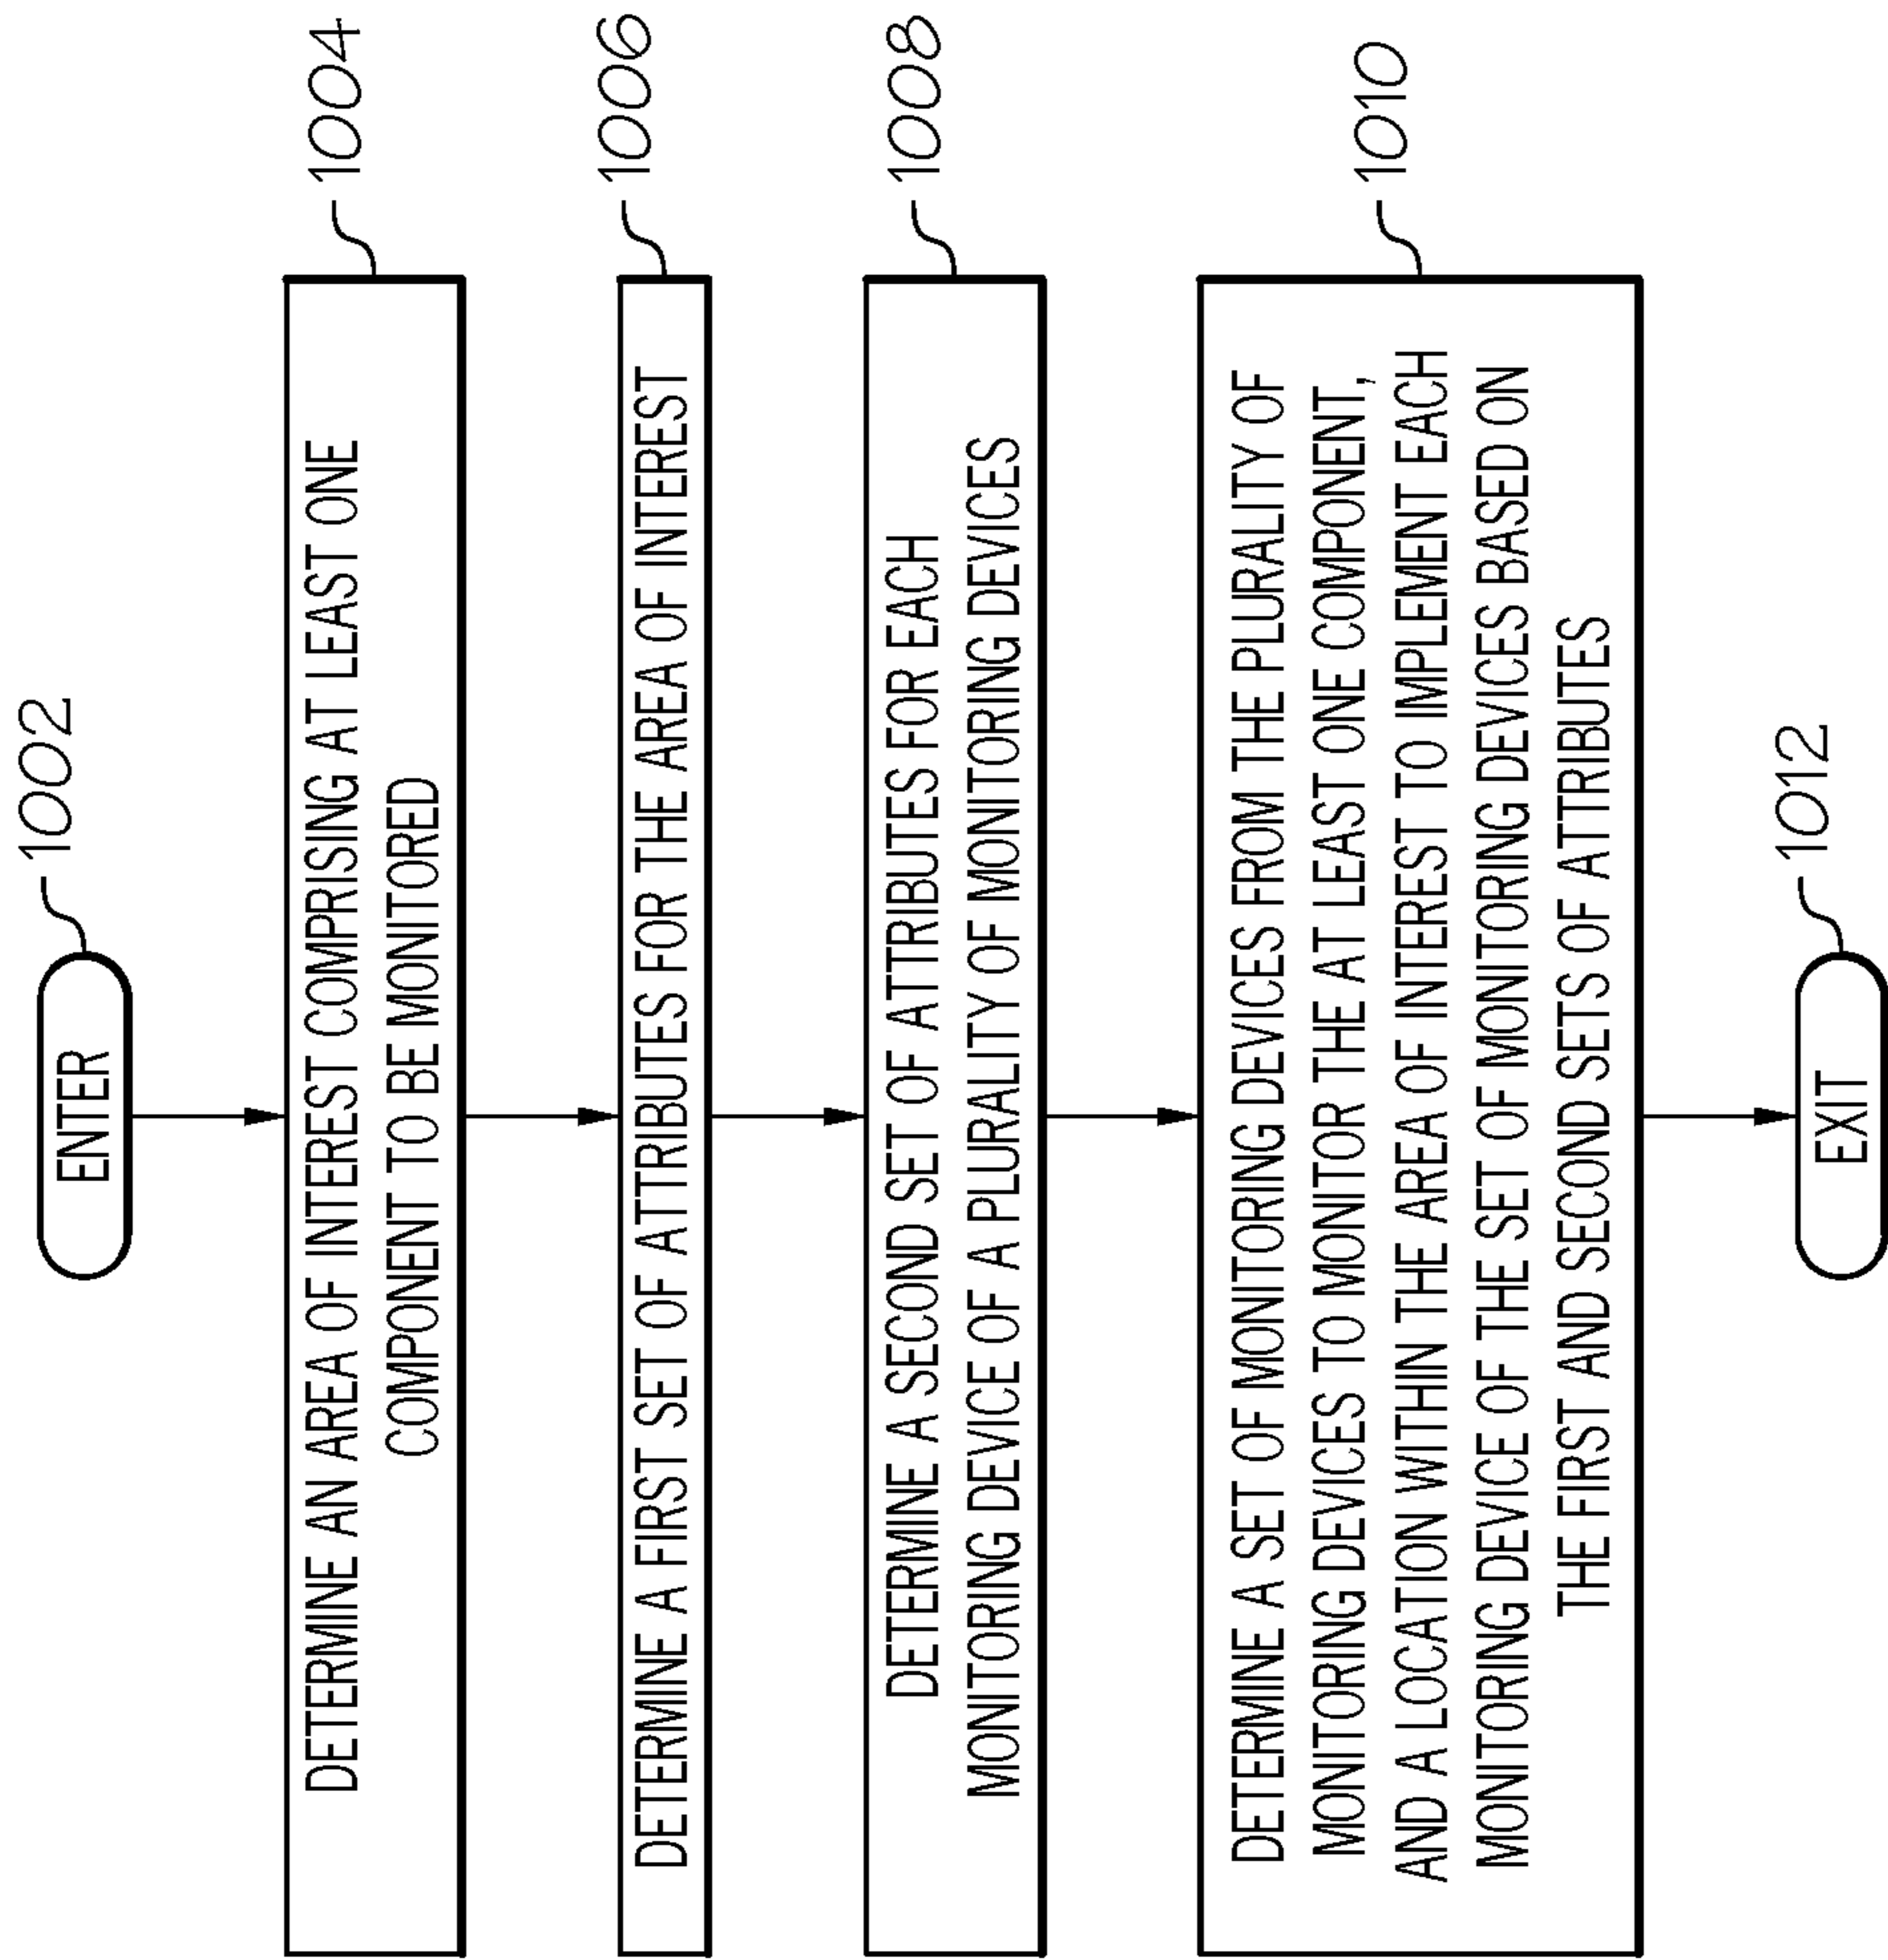 ENTER
1002
DETERMINE AN AREA OF INTEREST COMPRISING AT LEAST ONE
COMPONENT TO BE MONITORED
1004
DETERMINE A FIRST SET OF ATTRIBUTES FOR THE AREA OF INTEREST
1006
DETERMINE A SECOND SET OF ATTRIBUTES FOR EACH
MONITORING DEVICE OF A PLURALITY OF MONITORING DEVICES
1008
DETERMINE A SET OF MONITORING DEVICES FROM THE PLURALITY OF
MONITORING DEVICES TO MONITOR THE AT LEAST ONE COMPONENT,
AND A LOCATION WITHIN THE AREA OF INTEREST TO IMPLEMENT EACH
MONITORING DEVICE OF THE SET OF MONITORING DEVICES BASED ON
THE FIRST AND SECOND SETS OF ATTRIBUTES
1010
EXIT
1012